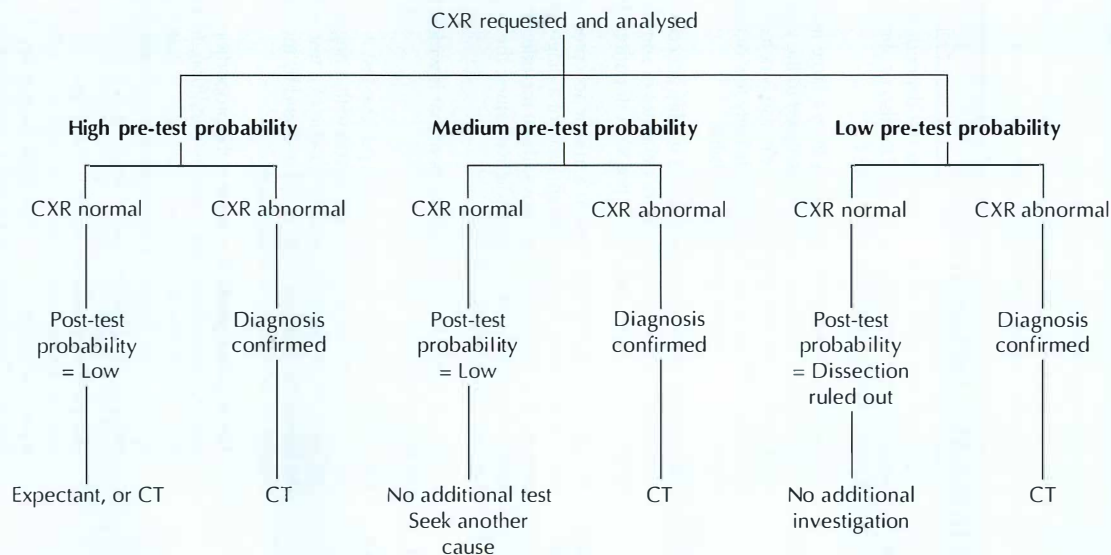 CXR requested and analysed
High pre-test probability
Medium pre-test probability
Low pre-test probability
CXR normal
CXR abnormal
CXR normal
CXR abnormal
CXR normal
CXR abnormal
Post-test
probability
= Low
Diagnosis
confirmed
Post-test
probability
= Low
Diagnosis
confirmed
Post-test
probability
= Dissection
ruled out
Diagnosis
confirmed
Expectant, or CT
CT
No additional test
Seek another
cause
CT
No additional
investigation
CT